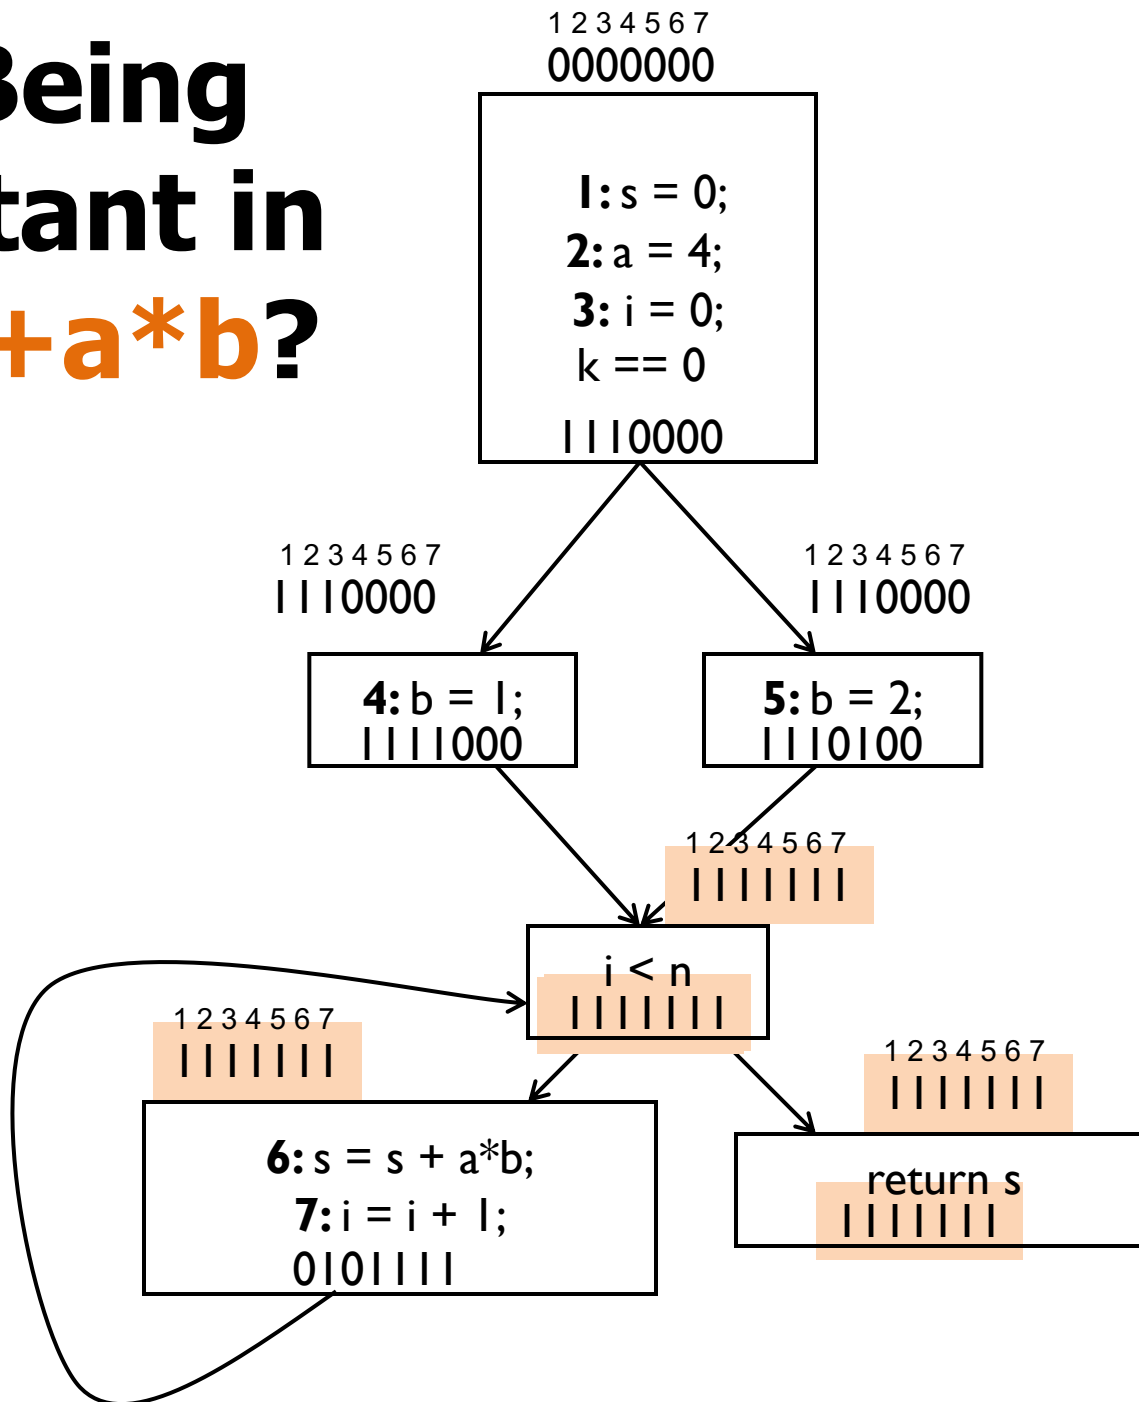 Being
tant in
+a*b?
1 2 3 4 5 6 7
0000000
1: s = 0;
2: a = 4;
3: i = 0;
k == 0
1110000
1 2 3 4 5 6 7
1110000
1 2 3 4 5 6 7
1110000
4: b = 1;
1111000
5: b = 2;
1110100
1 2 3 4 5 6 7
1111111
i < n
1111111
1 2 3 4 5 6 7
1111111
1 2 3 4 5 6 7
1111111
6: s = s + a*b;
7: i = i + 1;
0101111
return s
1111111